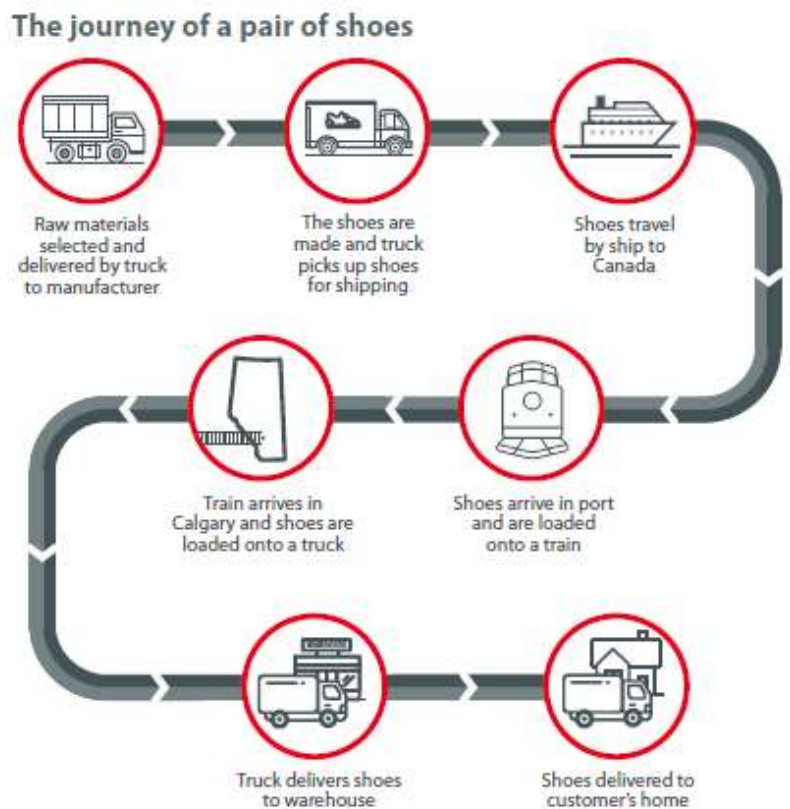 The journey of a pair of shoes
Raw materials
selected and
delivered by truck
to manufacturer
The shoes are
made and truck
picks up shoes
for shipping
Shoes travel
by ship to
Canada
Train arrives in
Calgary and shoes are
loaded onto a truck
Shoes arrive in port
and are loaded
onto a train
Truck delivers shoes
to warehouse
Shoes delivered to
customer's home